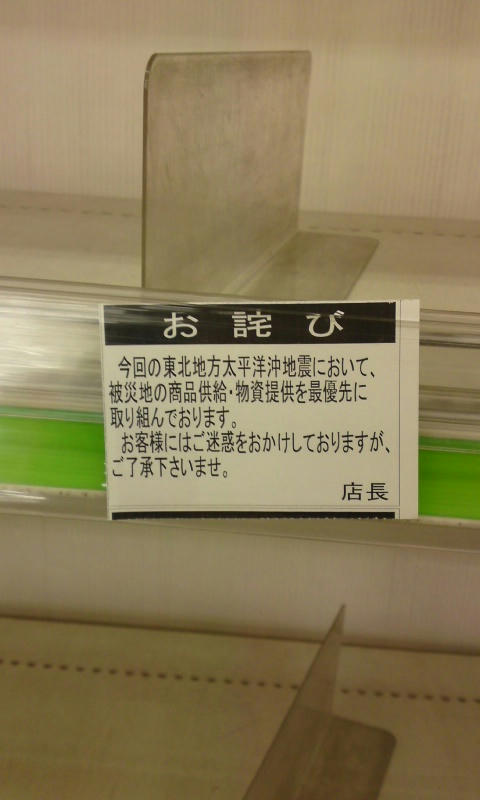 お詫び
今回の東北地方太平洋沖地震において、
被災地の商品供給・物資提供を最優先に
取り組んでおります。
お客様にはご迷惑をおかけしておりますが、
ご了承下さいませ。
店長